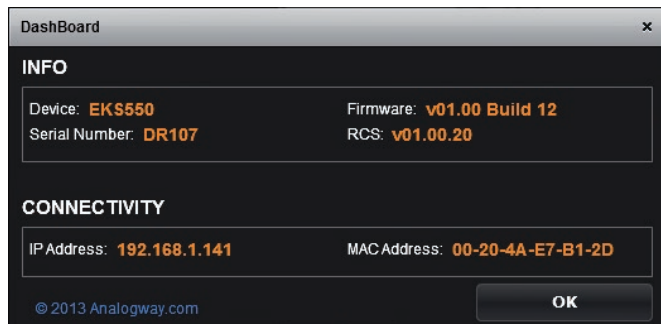 DashBoard ×
INFO
Device: EKS550 Firmware: v01.00 Build 12
Serial Number: DR107 RCS: v01.00.20
CONNECTIVITY
IP Address: 192.168.1.141 MAC Address: 00-20-4A-E7-B1-2D
© 2013 Analogway.com OK